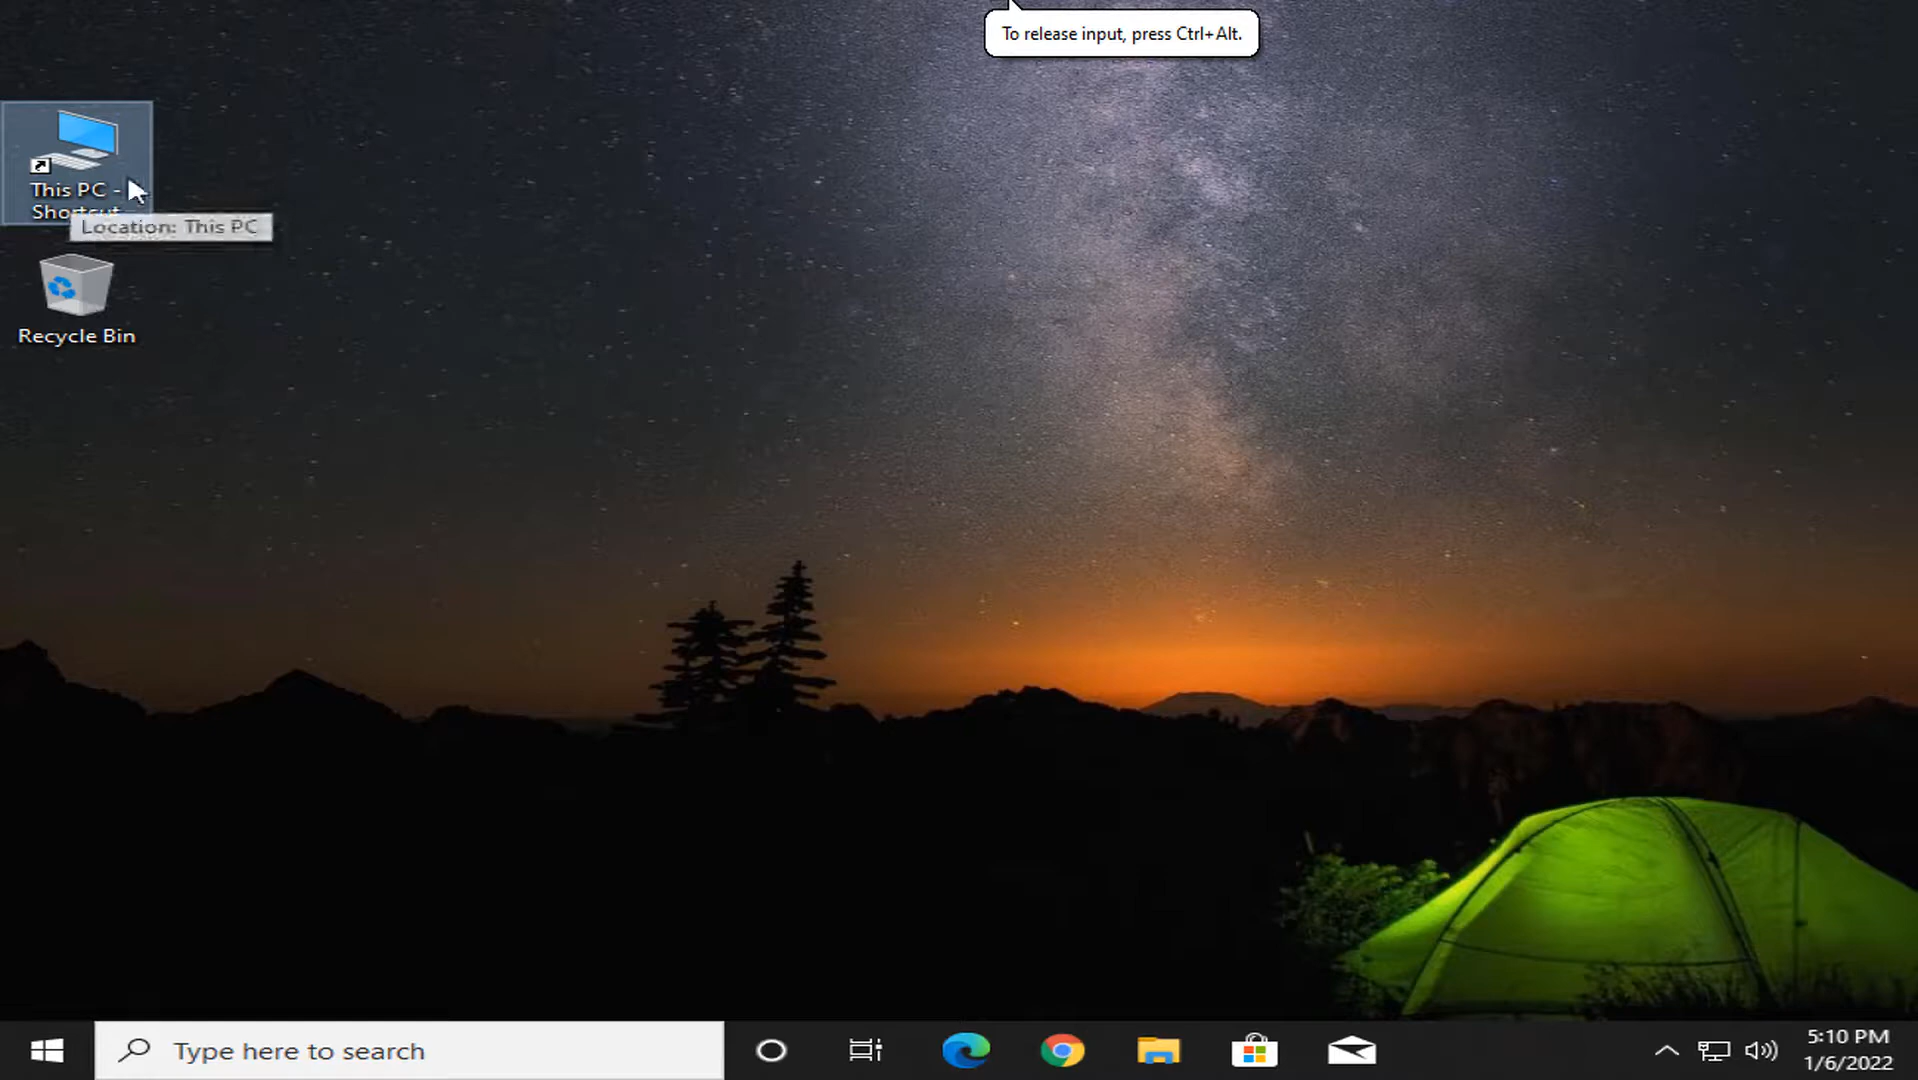 To release input, press Ctrl+Alt.
This PC -
Shortcut
Location: This PC
Recycle Bin
Type here to search
5:10 PM
1/6/2022